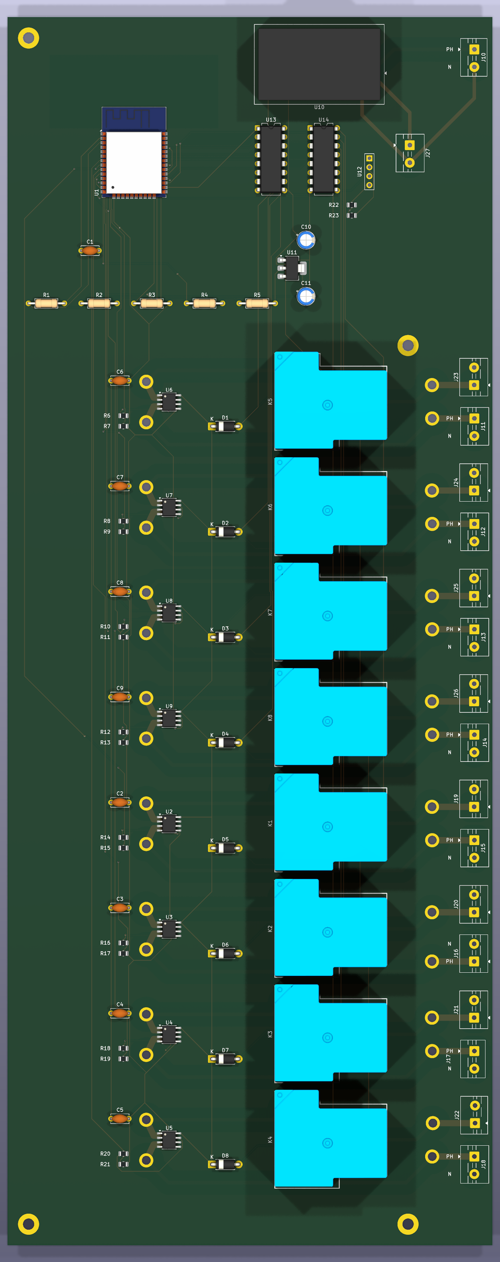 PH
J10
N
U10
U13
U14
J27
U12
U1
R22
R23
C1
C10
U11
C11
R1
R2
R3
R4
R5
C6
U6
K5
J23
R6
D1
PH
J11
R7
K
N
C7
U7
K6
J24
R8
D2
PH
J12
R9
K
N
C8
U8
K7
J25
R10
D3
PH
J13
R11
K
N
C9
U9
K8
J26
R12
D4
PH
J14
R13
K
N
C2
U2
K1
J19
R14
D5
PH
J15
R15
K
N
C3
U3
K2
J20
R16
D6
N
J16
R17
K
PH
C4
U4
K3
J21
R18
D7
PH
J17
R19
K
N
C5
U5
K4
J22
R20
D8
PH
J18
R21
K
N